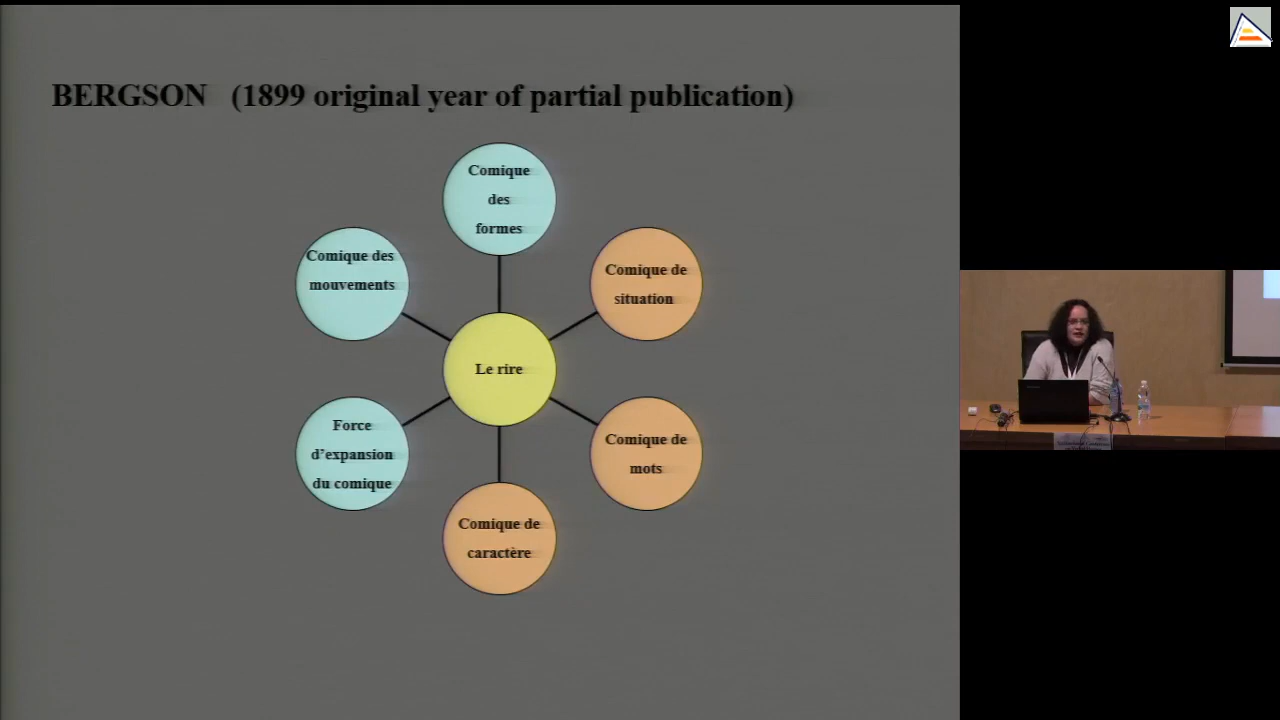 BERGSON (1899 original year of partial publication)
Comique
des
formes
Comique des
mouvements
Comique de
situation
Le rire
Force
d’expansion
du comique
Comique de
mots
Comique de
caractère